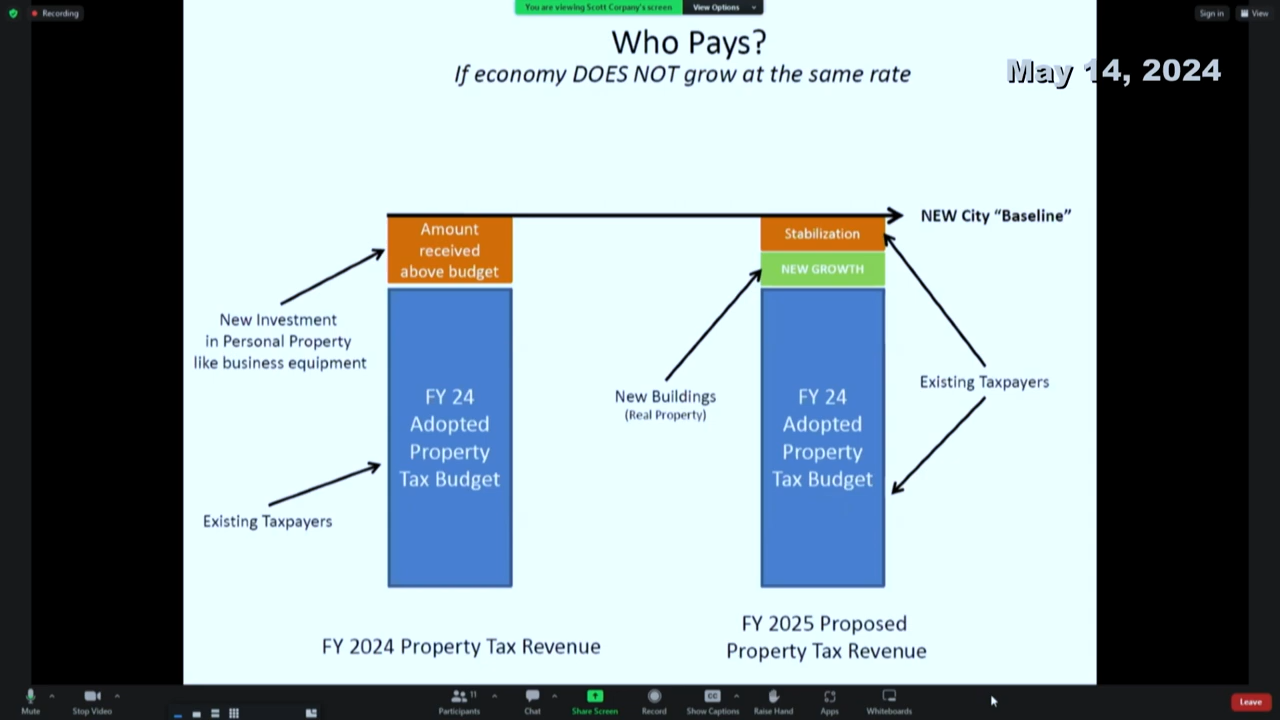 Recording
You are viewing Scott Corpany's screen
View Options
Sign in
View
Who Pays?
If economy DOES NOT grow at the same rate
May 14, 2024
NEW City “Baseline”
Amount
received
above budget
Stabilization
NEW GROWTH
New Investment
in Personal Property
like business equipment
FY 24
Adopted
Property
Tax Budget
New Buildings
(Real Property)
FY 24
Adopted
Property
Tax Budget
Existing Taxpayers
Existing Taxpayers
FY 2024 Property Tax Revenue
FY 2025 Proposed
Property Tax Revenue
Mute
Stop Video
11
Participants
Chat
Share Screen
Record
CC
Show Captions
Raise Hand
Apps
Whiteboards
Leave